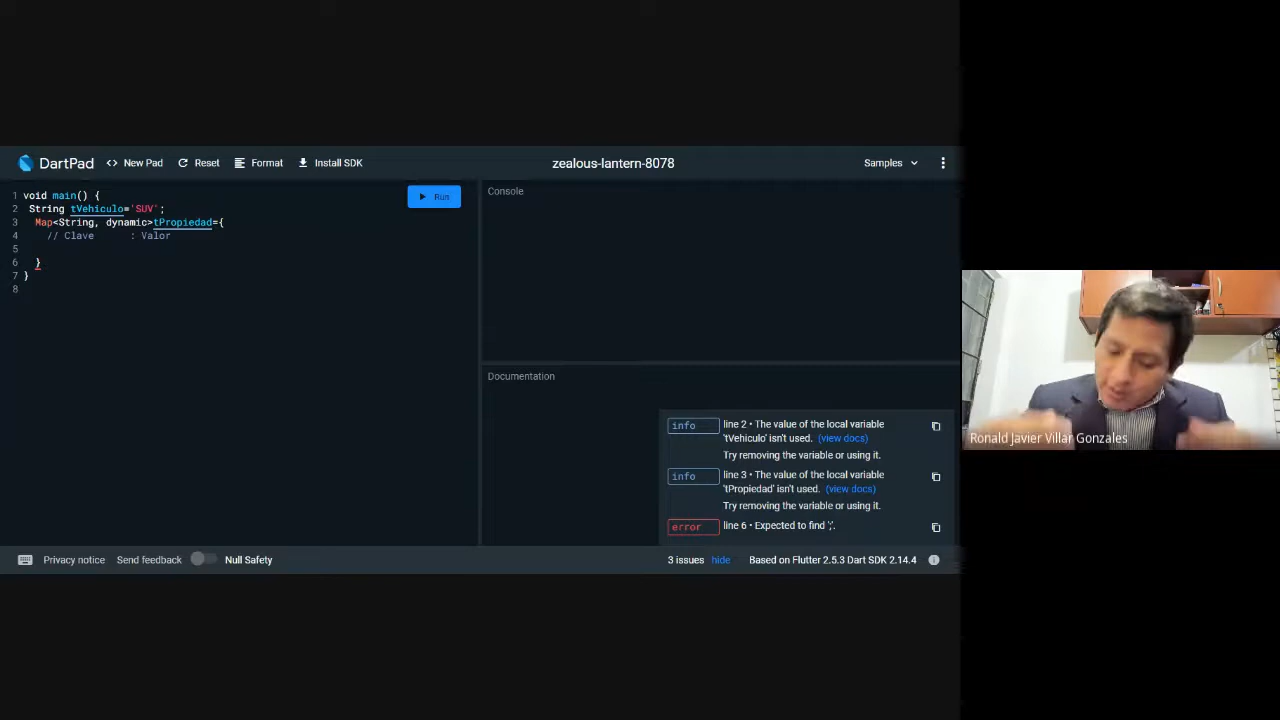 DartPad
New Pad
Reset
Format
Install SDK
zealous-lantern-8078
Samples
1 void main() {
2 String tVehiculo='SUV';
3 Map<String, dynamic>tPropiedad={
4 // Clave : Valor
5
6 }
7 }
8
Run
Console
Documentation
info line 2 • The value of the local variable
'tVehiculo' isn't used. (view docs)
Try removing the variable or using it.
info line 3 • The value of the local variable
'tPropiedad' isn't used. (view docs)
Try removing the variable or using it.
error line 6 • Expected to find ';'.
Privacy notice
Send feedback
Null Safety
3 issues hide
Based on Flutter 2.5.3 Dart SDK 2.14.4
Ronald Javier Villar Gonzales